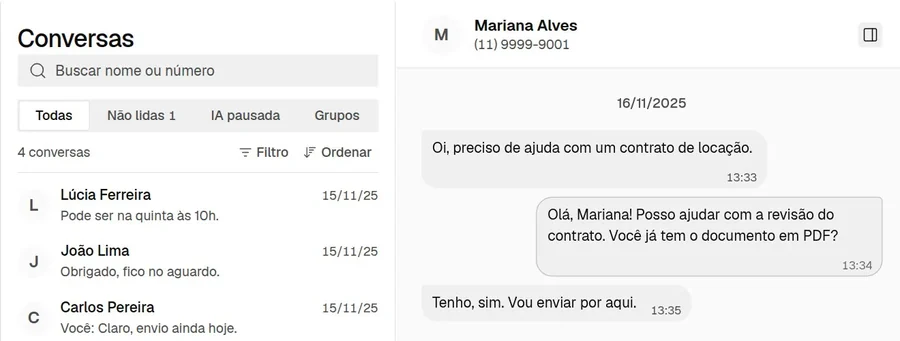 Conversas
Buscar nome ou número
Todas Não lidas 1 IA pausada Grupos
4 conversas Filtro Ordenar
L Lúcia Ferreira 15/11/25
Pode ser na quinta às 10h.
J João Lima 15/11/25
Obrigado, fico no aguardo.
C Carlos Pereira 15/11/25
Você: Claro, envio ainda hoje.
M Mariana Alves
(11) 9999-9001
16/11/2025
Oi, preciso de ajuda com um contrato de locação.
13:33
Olá, Mariana! Posso ajudar com a revisão do
contrato. Você já tem o documento em PDF?
13:34
Tenho, sim. Vou enviar por aqui. 13:35